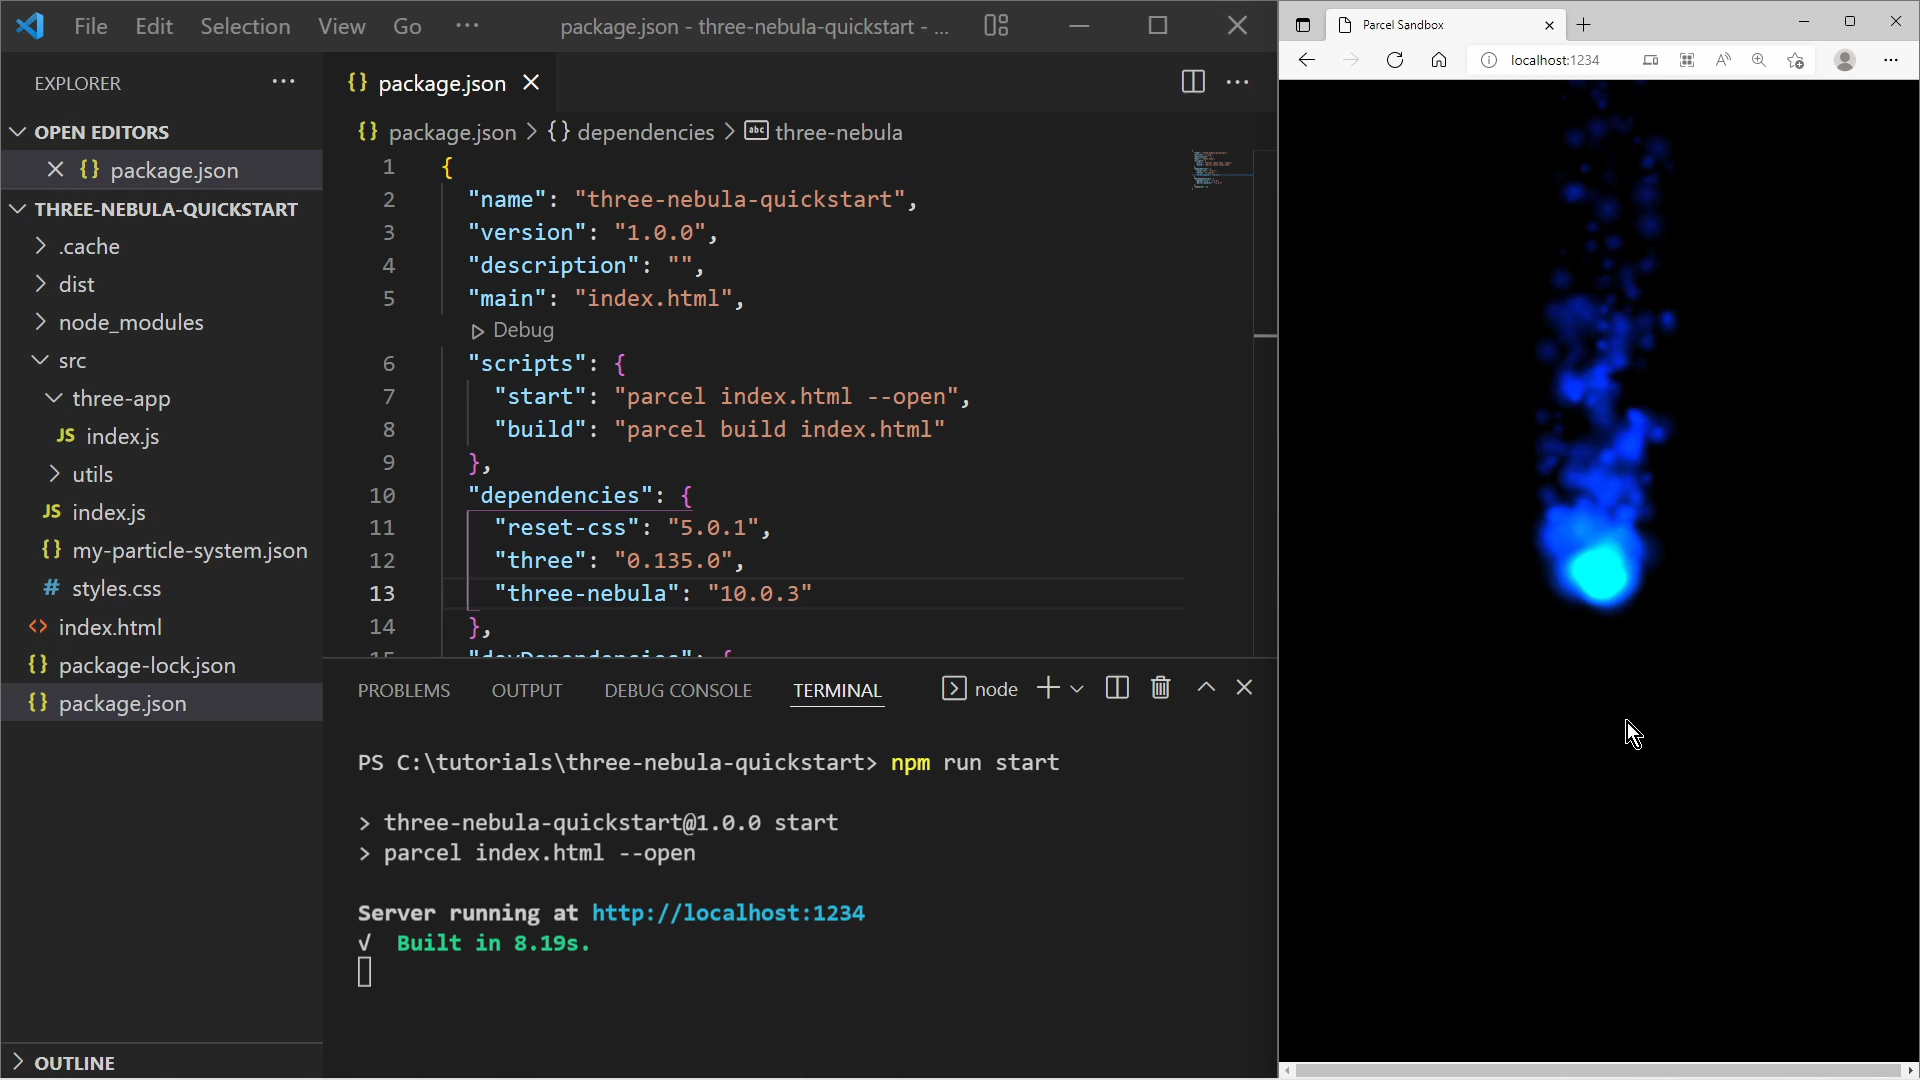 File Edit Selection View Go ··· package.json - three-nebula-quickstart - ...
EXPLORER ···
OPEN EDITORS
{} package.json
THREE-NEBULA-QUICKSTART
.cache
dist
node_modules
src
three-app
JS index.js
utils
JS index.js
{} my-particle-system.json
# styles.css
<> index.html
{} package-lock.json
{} package.json
OUTLINE
{} package.json
{} package.json > {} dependencies > abc three-nebula
1 {
2 "name": "three-nebula-quickstart",
3 "version": "1.0.0",
4 "description": "",
5 "main": "index.html",
Debug
6 "scripts": {
7 "start": "parcel index.html --open",
8 "build": "parcel build index.html"
9 },
10 "dependencies": {
11 "reset-css": "5.0.1",
12 "three": "0.135.0",
13 "three-nebula": "10.0.3"
14 },
15 "devDependencies": {
PROBLEMS OUTPUT DEBUG CONSOLE TERMINAL node
PS C:\tutorials\three-nebula-quickstart> npm run start
> three-nebula-quickstart@1.0.0 start
> parcel index.html --open
Server running at http://localhost:1234
√ Built in 8.19s.
Parcel Sandbox
localhost:1234